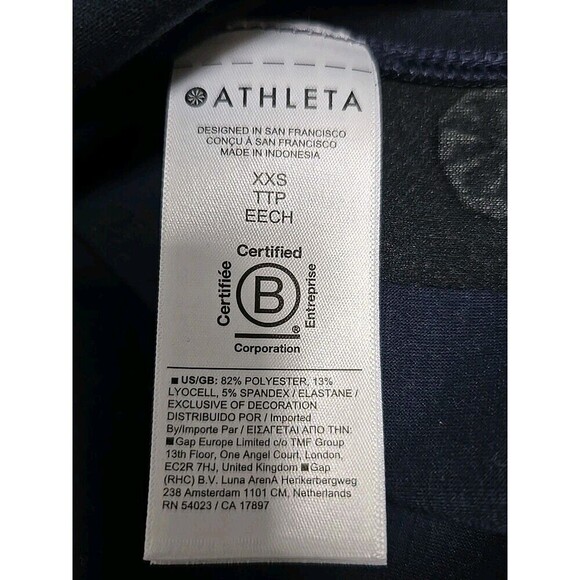 ATHLETA
DESIGNED IN SAN FRANCISCO
CONÇU À SAN FRANCISCO
MADE IN INDONESIA
XXS
TTP
EECH
Certified
Certifiée
B
Entreprise
®
Corporation
■ US/GB: 82% POLYESTER, 13%
LYOCELL, 5% SPANDEX / ELASTANE /
EXCLUSIVE OF DECORATION
DISTRIBUIDO POR / Imported
By/Importe Par / ΕΙΣΑΓΕΤΑΙ ΑΠΟ ΤΗΝ:
■ Gap Europe Limited c/o TMF Group
13th Floor, One Angel Court, London,
EC2R 7HJ, United Kingdom ■ Gap
(RHC) B.V. Luna ArenA Herikerbergweg
238 Amsterdam 1101 CM, Netherlands
RN 54023 / CA 17897